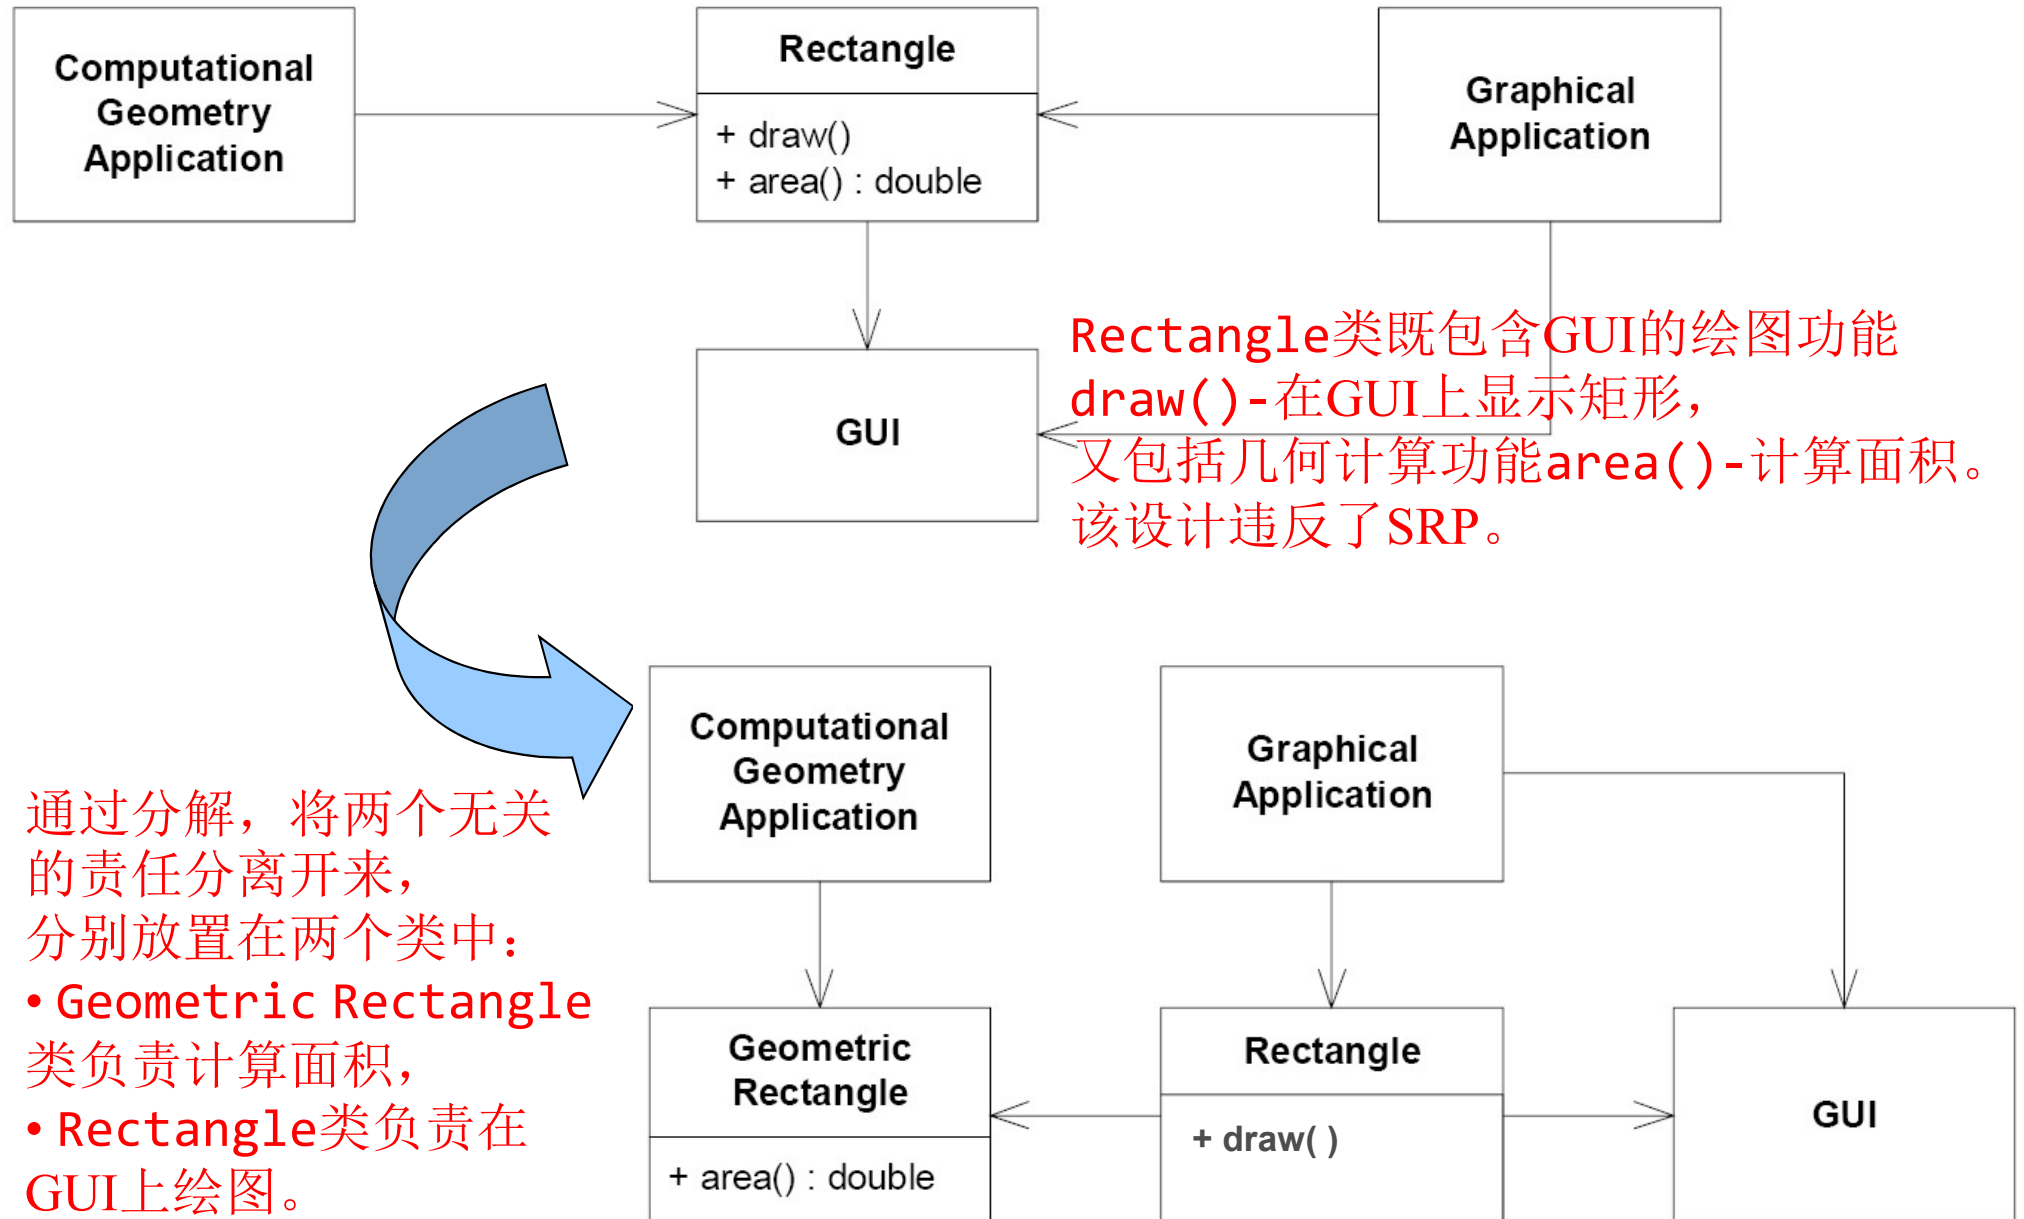 Computational
Geometry
Application
Rectangle
+ draw()
+ area() : double
Graphical
Application
GUI
Rectangle类既包含GUI的绘图功能
draw()-在GUI上显示矩形，
又包括几何计算功能area()-计算面积。
该设计违反了SRP。
通过分解，将两个无关
的责任分离开来，
分别放置在两个类中：
• Geometric Rectangle
类负责计算面积，
• Rectangle类负责在
GUI上绘图。
Computational
Geometry
Application
Graphical
Application
Geometric
Rectangle
+ area() : double
Rectangle
+ draw( )
GUI